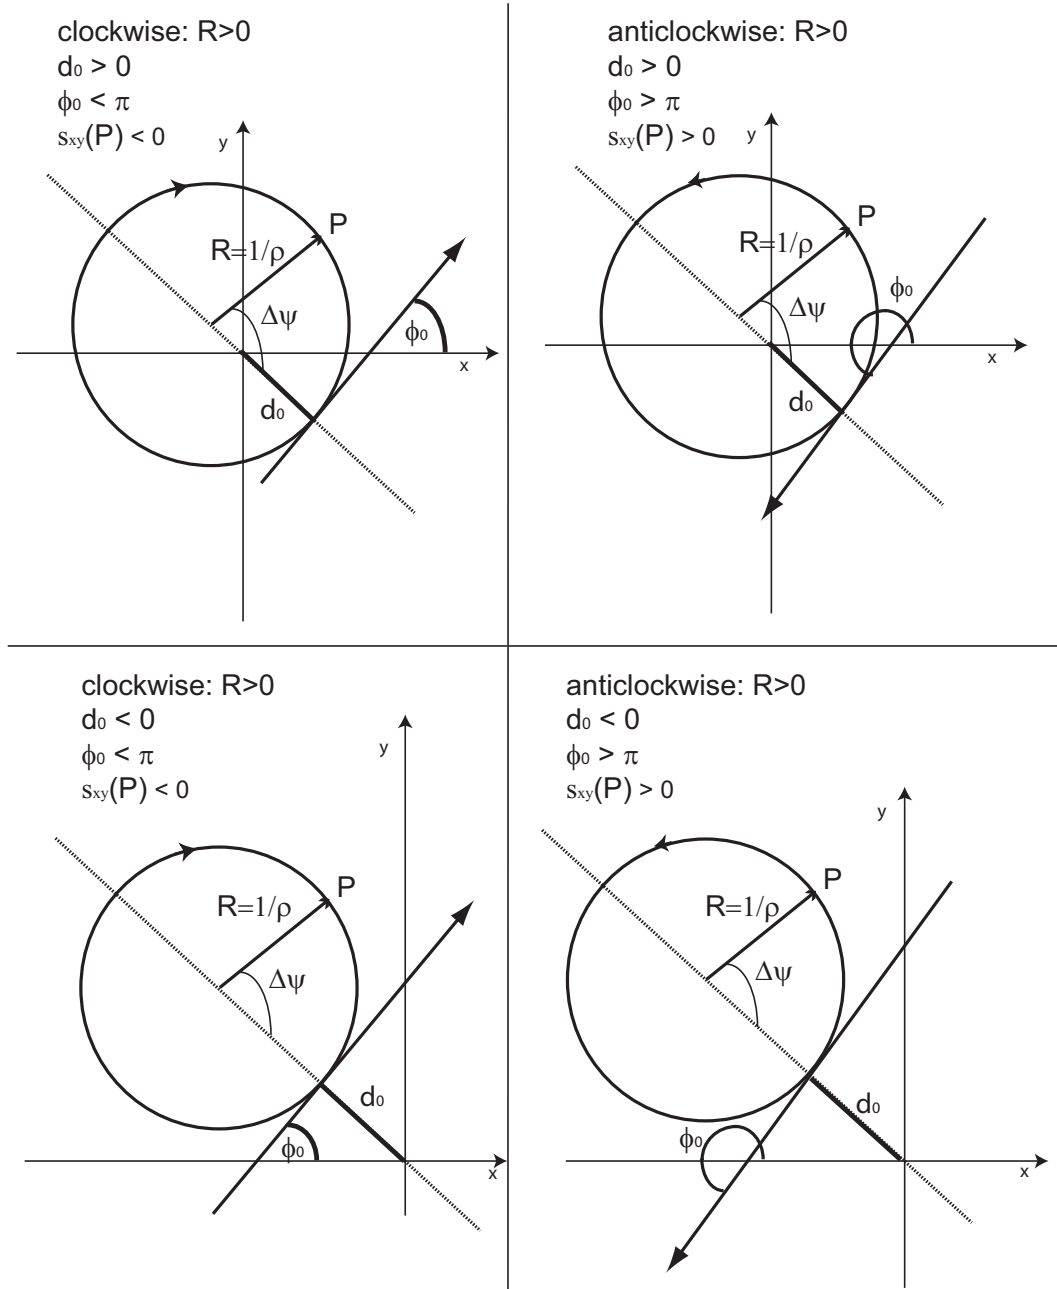 clockwise: R>0
d₀ > 0
ϕ₀ < π
sxy(P) < 0
y
P
R=1/ρ
Δψ
ϕ₀
x
d₀
anticlockwise: R>0
d₀ > 0
ϕ₀ > π
sxy(P) > 0
y
P
R=1/ρ
ϕ₀
Δψ
x
d₀
clockwise: R>0
d₀ < 0
ϕ₀ < π
sxy(P) < 0
y
P
R=1/ρ
Δψ
d₀
ϕ₀
x
anticlockwise: R>0
d₀ < 0
ϕ₀ > π
sxy(P) > 0
y
P
R=1/ρ
Δψ
d₀
ϕ₀
x